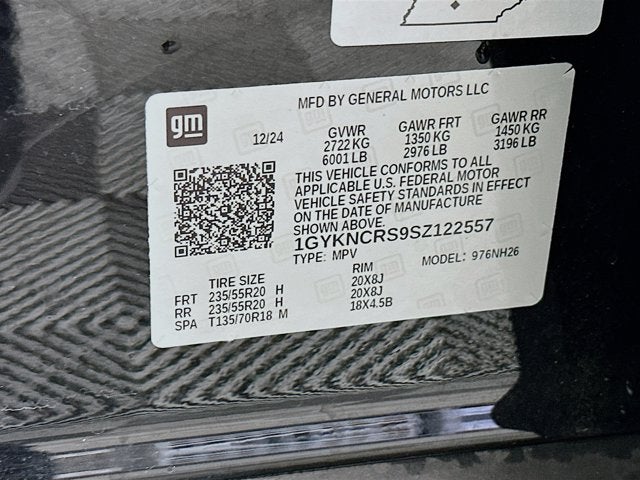 MFD BY GENERAL MOTORS LLC
gm
12/24 GVWR GAWR FRT GAWR RR
2722 KG 1350 KG 1450 KG
6001 LB 2976 LB 3196 LB
THIS VEHICLE CONFORMS TO ALL
APPLICABLE U.S. FEDERAL MOTOR
VEHICLE SAFETY STANDARDS IN EFFECT
ON THE DATE OF MANUFACTURE
SHOWN ABOVE.
1GYKNCRS9SZ122557
TYPE: MPV MODEL: 976NH26
TIRE SIZE RIM
FRT 235/55R20 H 20X8J
RR 235/55R20 H 20X8J
SPA T135/70R18 M 18X4.5B